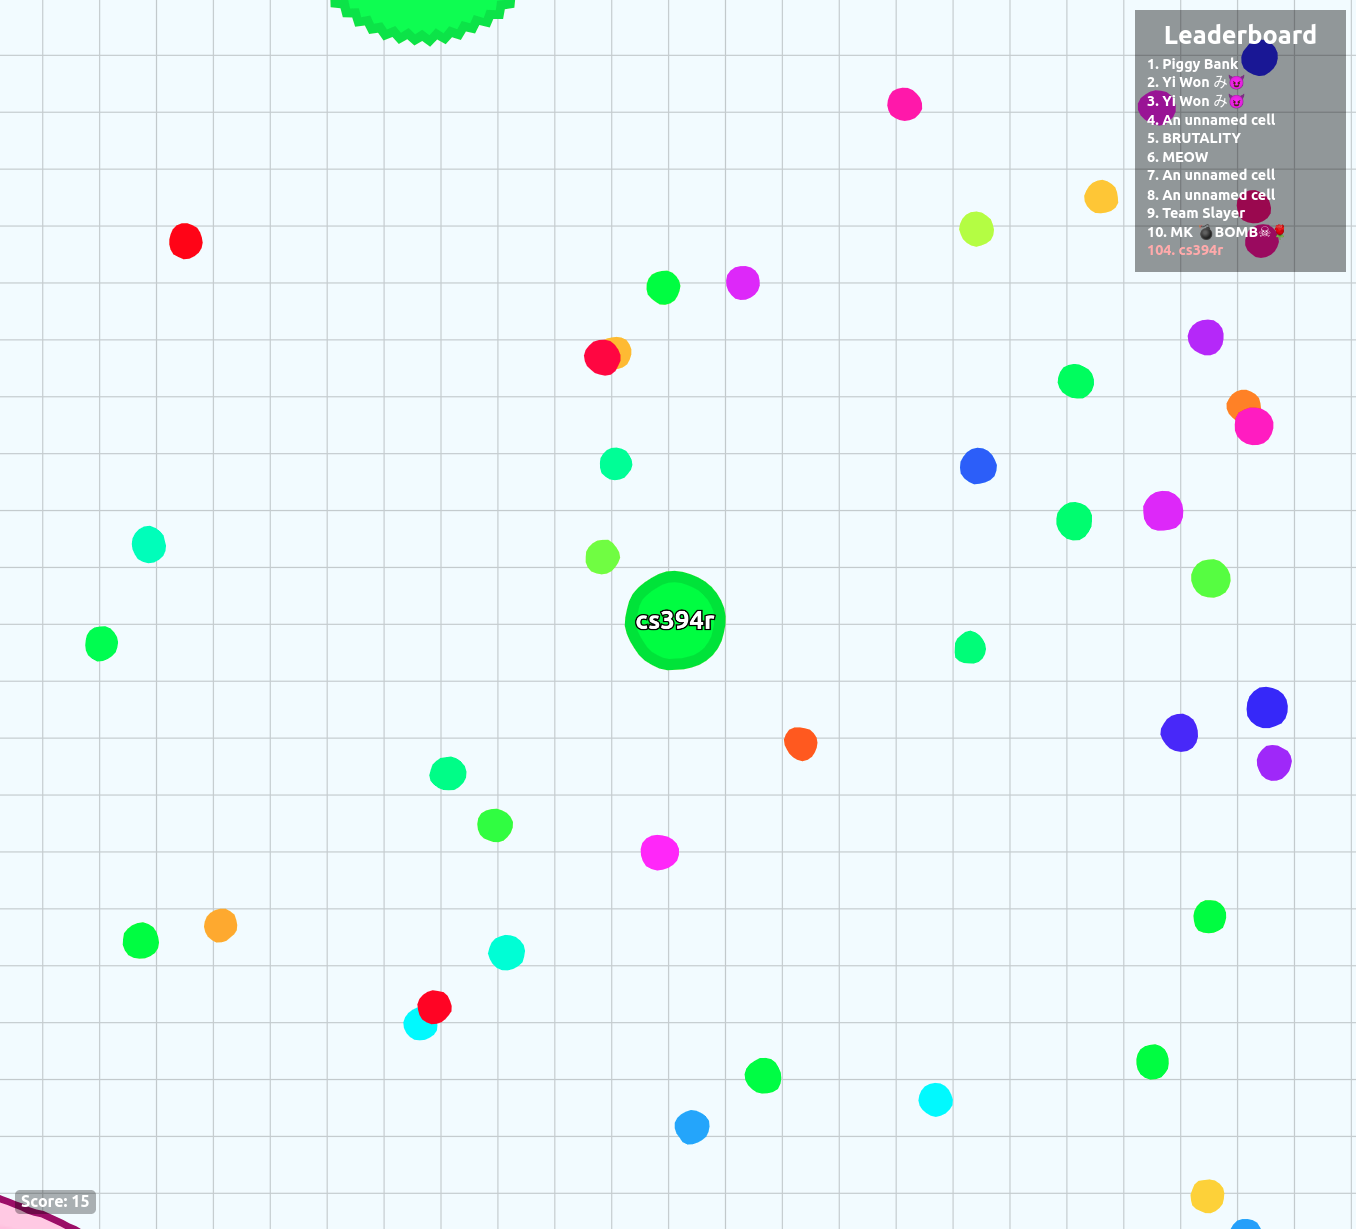 Leaderboard
1. Piggy Bank
2. Yi Won み😈
3. Yi Won み😈
4. An unnamed cell
5. BRUTALITY
6. MEOW
7. An unnamed cell
8. An unnamed cell
9. Team Slayer
10. MK 💣BOMB☠🌹
104. cs394r
cs394r
Score: 15